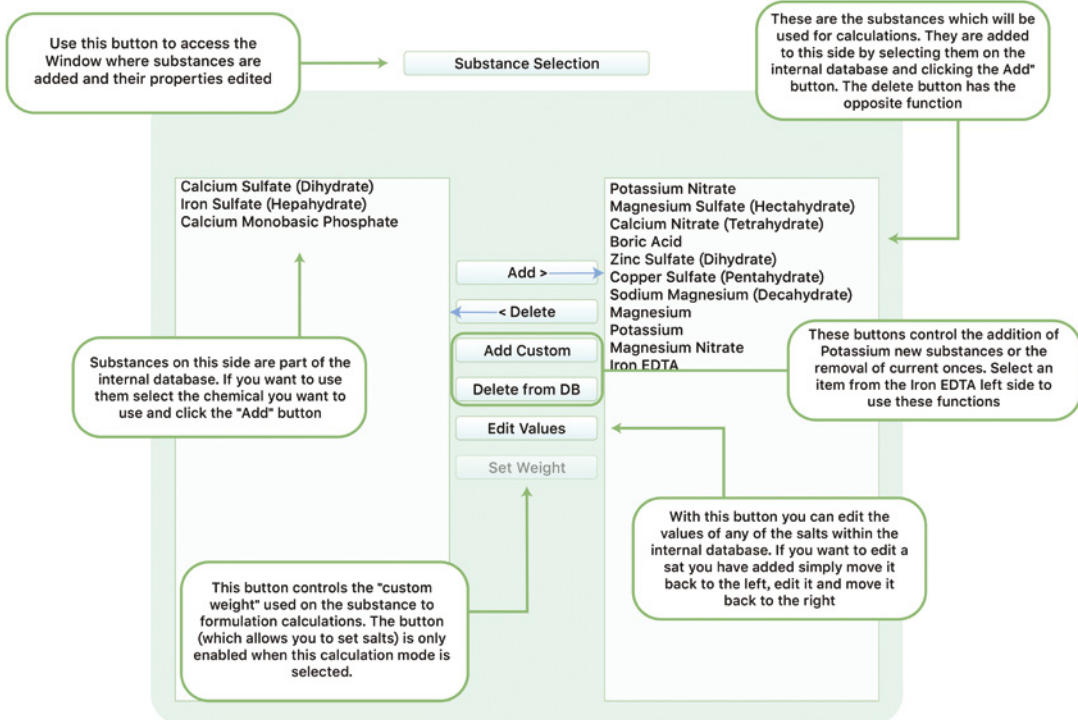 Use this button to access the
Window where substances are
added and their properties edited
Substance Selection
These are the substances which will be
used for calculations. They are added
to this side by selecting them on the
internal database and clicking the Add"
button. The delete button has the
opposite function
Calcium Sulfate (Dihydrate)
Iron Sulfate (Hepahydrate)
Calcium Monobasic Phosphate
Substances on this side are part of the
internal database. If you want to use
them select the chemical you want to
use and click the "Add" button
Add >
< Delete
Add Custom
Delete from DB
Edit Values
Set Weight
Potassium Nitrate
Magnesium Sulfate (Hectahydrate)
Calcium Nitrate (Tetrahydrate)
Boric Acid
Zinc Sulfate (Dihydrate)
Copper Sulfate (Pentahydrate)
Sodium Magnesium (Decahydrate)
Magnesium
Potassium
Magnesium Nitrate
Iron EDTA
These buttons control the addition of
Potassium new substances or the
removal of current onces. Select an
item from the Iron EDTA left side to
use these functions
With this button you can edit the
values of any of the salts within the
internal database. If you want to edit a
sat you have added simply move it
back to the left, edit it and move it
back to the right
This button controls the "custom
weight" used on the substance to
formulation calculations. The button
(which allows you to set salts) is only
enabled when this calculation mode is
selected.